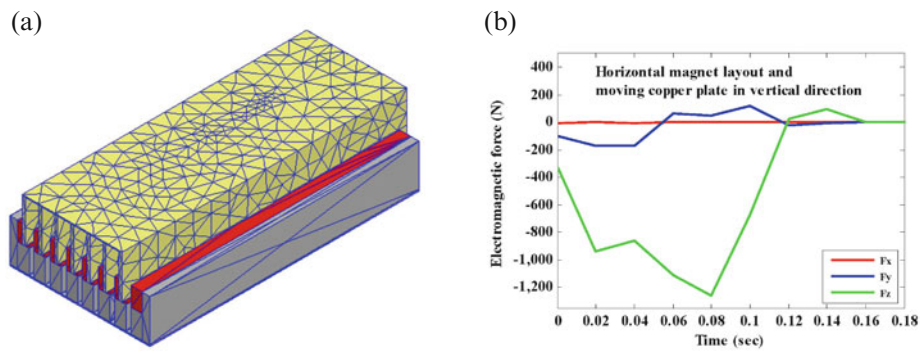 (a)
(b)
Horizontal magnet layout and
moving copper plate in vertical direction
Electromagnetic force (N)
400
200
0
-200
-400
-600
-800
-1,000
-1,200
Fx
Fy
Fz
0 0.02 0.04 0.06 0.08 0.1 0.12 0.14 0.16 0.18
Time (sec)